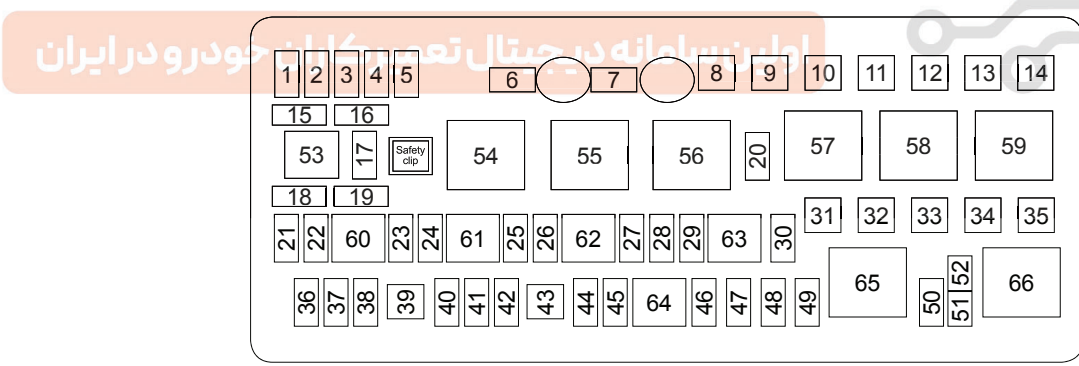 اولین سامانه دیجیتال تعمیرکاران خودرو در ایران
1 2 3 4 5 6 7 8 9 10 11 12 13 14
15 16
53 17 Safety clip 54 55 56 20 57 58 59
18 19
21 22 60 23 24 61 25 26 62 27 28 29 63 30 31 32 33 34 35
36 37 38 39 40 41 42 43 44 45 64 46 47 48 49 65 50 51 52 66